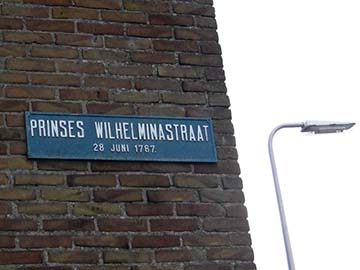 PRINSES WILHELMINASTRAAT
28 JUNI 1787.